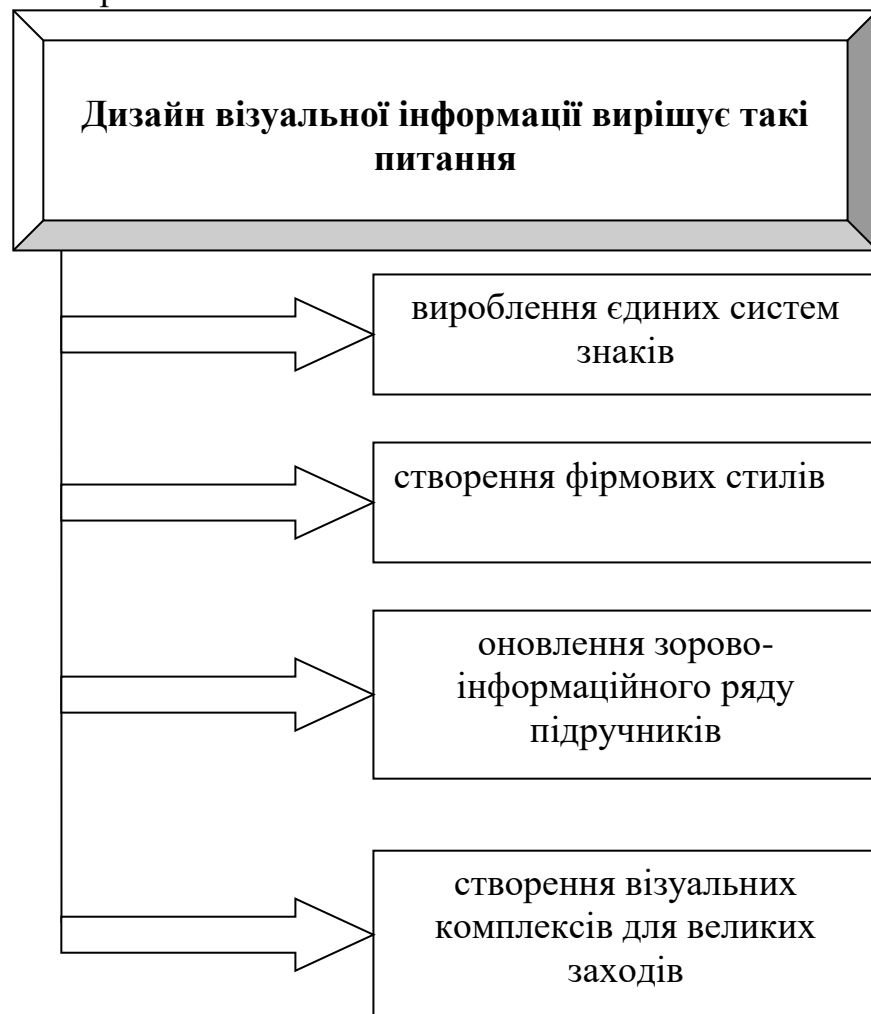 Дизайн візуальної інформації вирішує такі
питання
вироблення єдиних систем
знаків
створення фірмових стилів
оновлення зорово-
інформаційного ряду
підручників
створення візуальних
комплексів для великих
заходів